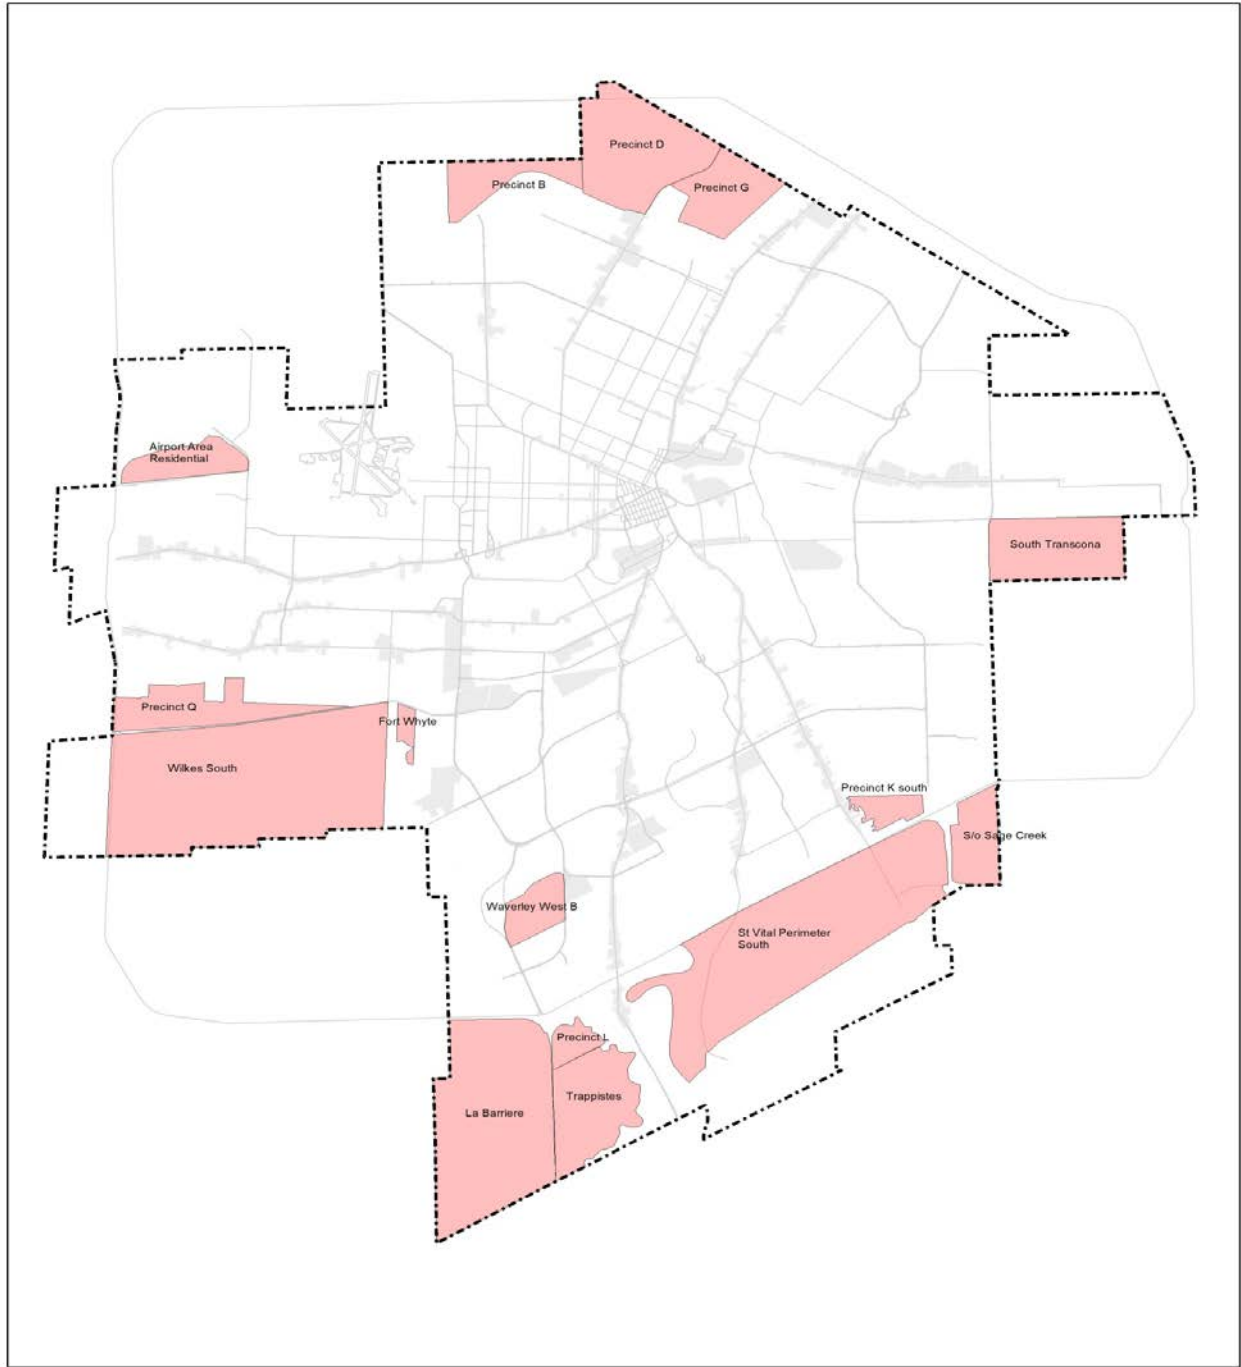 Precinct D
Precinct B
Precinct G
Airport Area
Residential
South Transcona
Precinct Q
Fort Whyte
Wilkes South
Precinct K south
S/o Sage Creek
Waverley West B
St Vital Perimeter
South
Precinct L
Trappistes
La Barriere